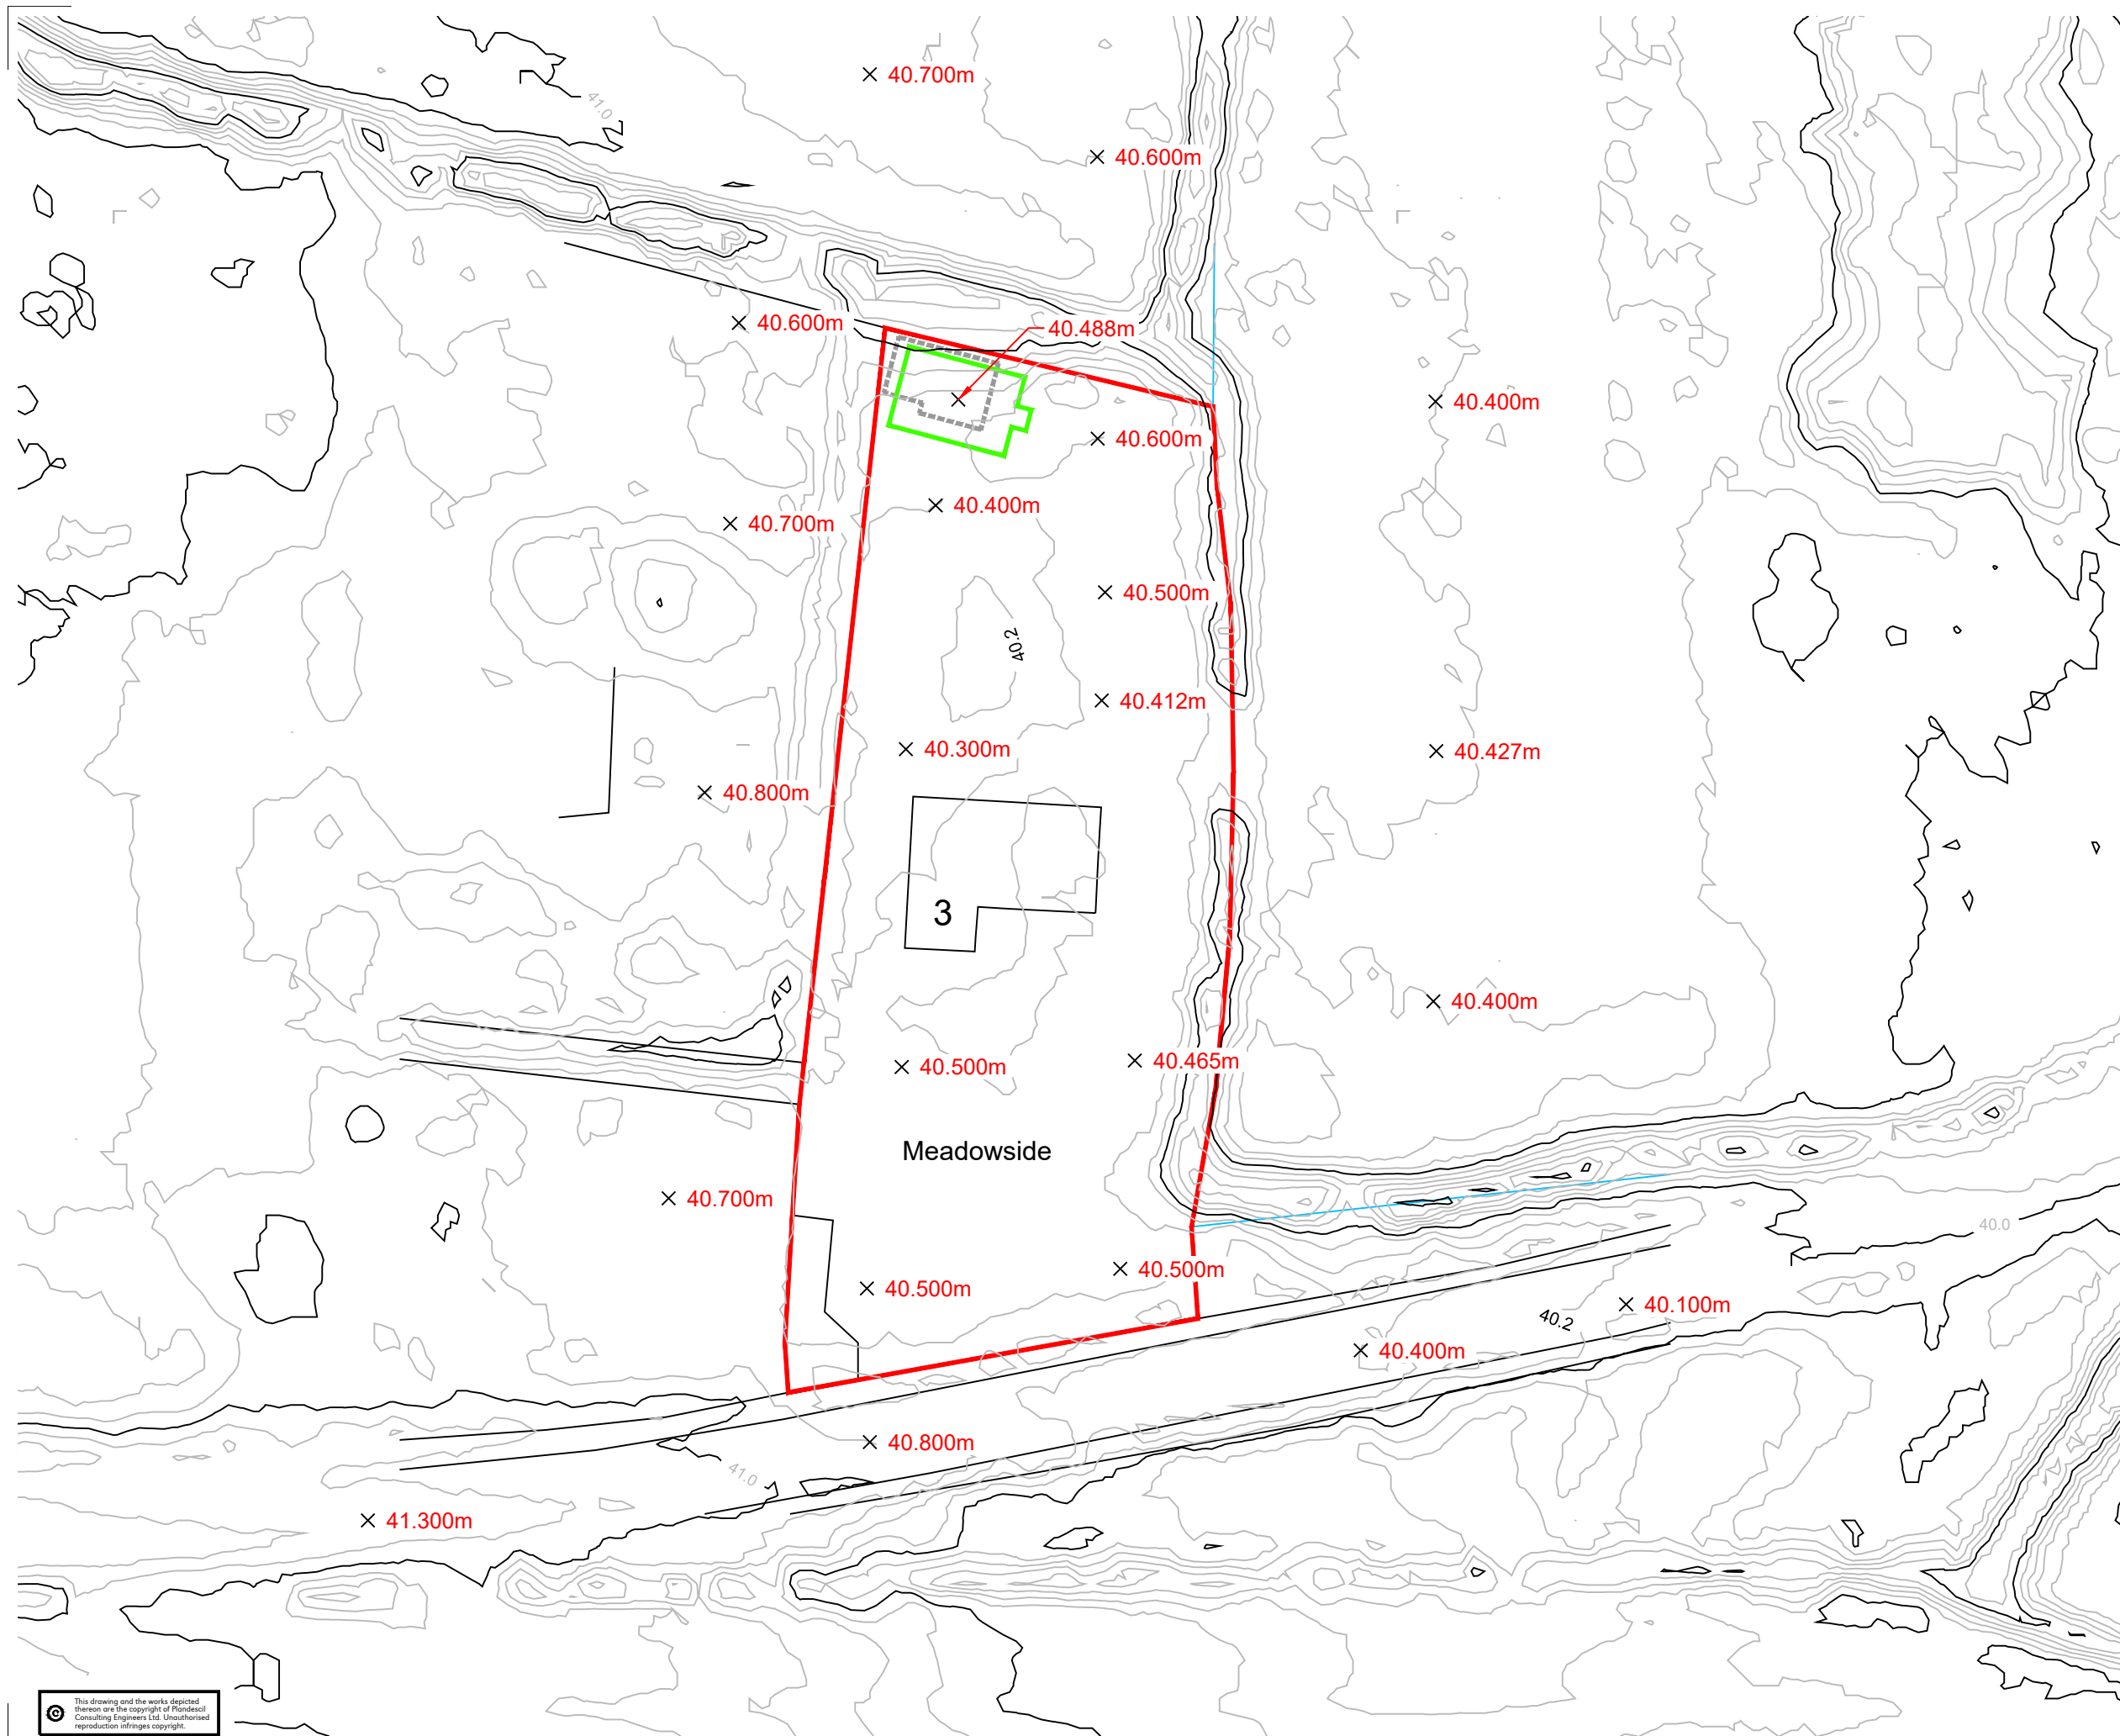 41.0
40.700m
40.600m
40.600m
40.488m
40.400m
40.600m
40.400m
40.700m
40.500m
40.2
40.412m
40.300m
40.427m
40.800m
3
40.400m
40.500m
40.465m
Meadowside
40.700m
40.0
40.500m
40.500m
40.100m
40.2
40.400m
40.800m
41.0
41.300m
©
This drawing and the works depicted
thereon are the copyright of Plandescil
Consulting Engineers Ltd. Unauthorised
reproduction infringes copyright.